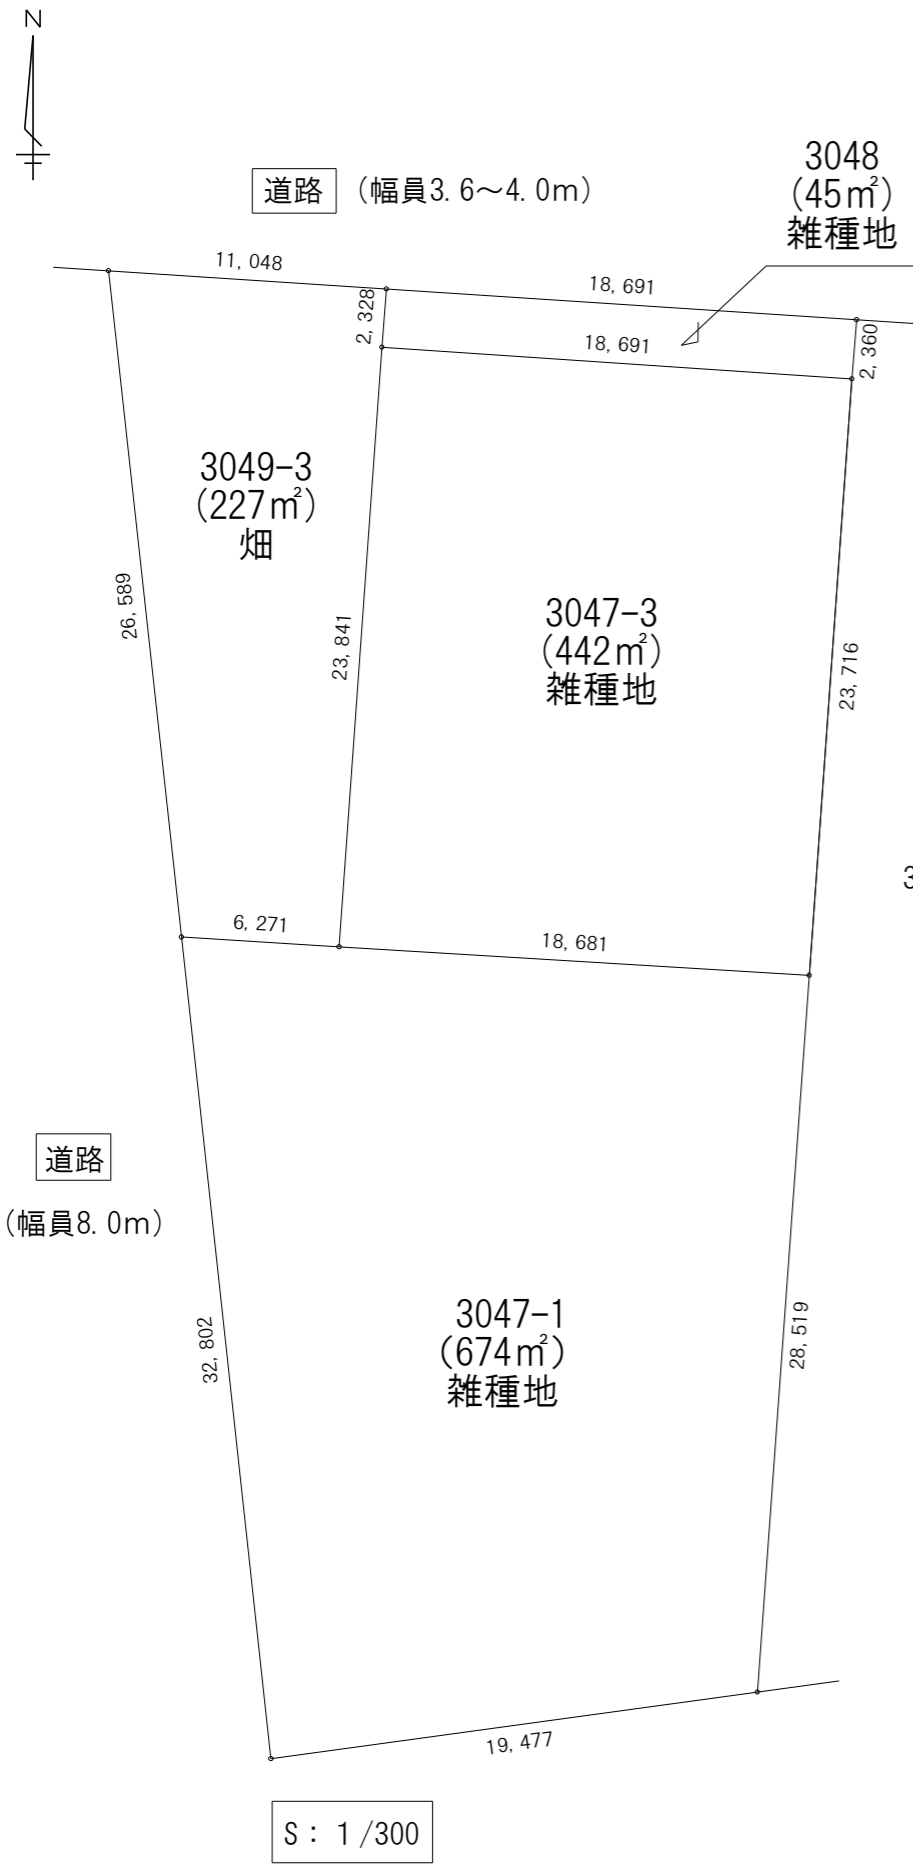 N
道路 (幅員3.6～4.0m)
3048
(45㎡)
雑種地
11,048
18,691
2,328
18,691
2,360
3049-3
(227㎡)
畑
26,589
23,841
3047-3
(442㎡)
雑種地
23,716
3
6,271
18,681
道路
(幅員8.0m)
32,802
3047-1
(674㎡)
雑種地
28,519
19,477
S：1/300